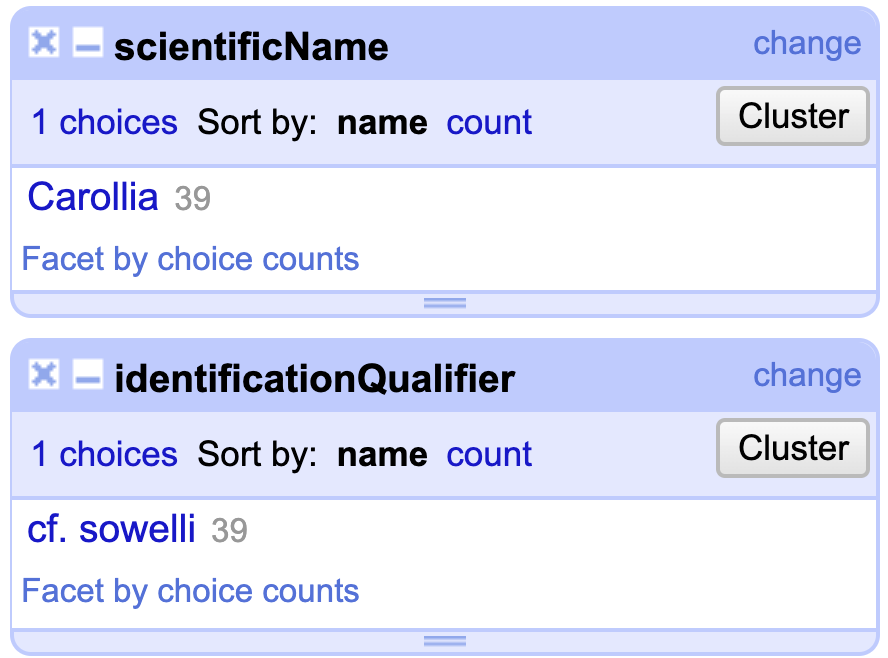 scientificName change
1 choices Sort by: name count Cluster
Carollia 39
Facet by choice counts
identificationQualifier change
1 choices Sort by: name count Cluster
cf. sowelli 39
Facet by choice counts